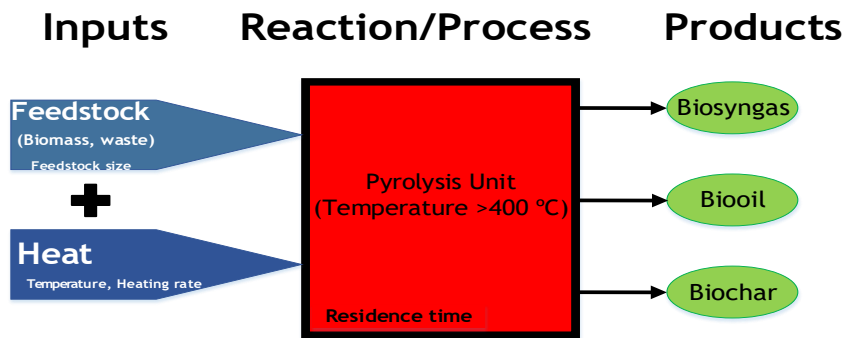 Inputs Reaction/Process Products
Feedstock
(Biomass, waste)
Feedstock size
Heat
Temperature, Heating rate
Pyrolysis Unit
(Temperature >400 ºC)
Residence time
Biosyngas
Biooil
Biochar